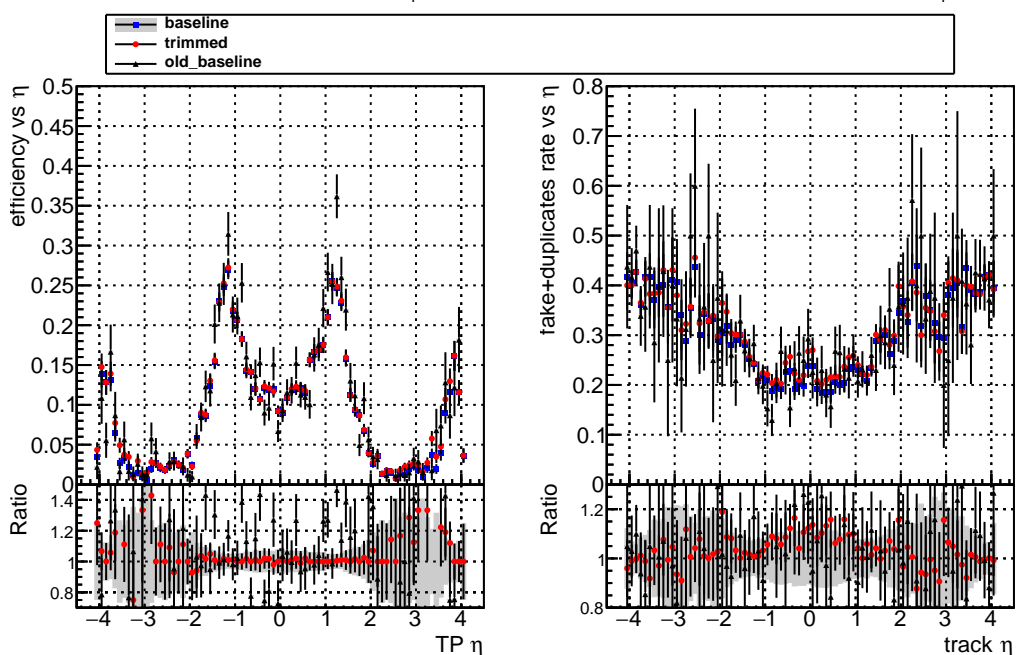 baseline
trimmed
old_baseline
efficiency vs η
0.5
0.45
0.4
0.35
0.3
0.25
0.2
0.15
0.1
0.05
0
Ratio
1.4
1.2
1.0
0.8
−4 −3 −2 −1 0 1 2 3 4
TP η
fake+duplicates rate vs η
0.8
0.7
0.6
0.5
0.4
0.3
0.2
0.1
0
Ratio
1.2
1.0
0.8
−4 −3 −2 −1 0 1 2 3 4
track η